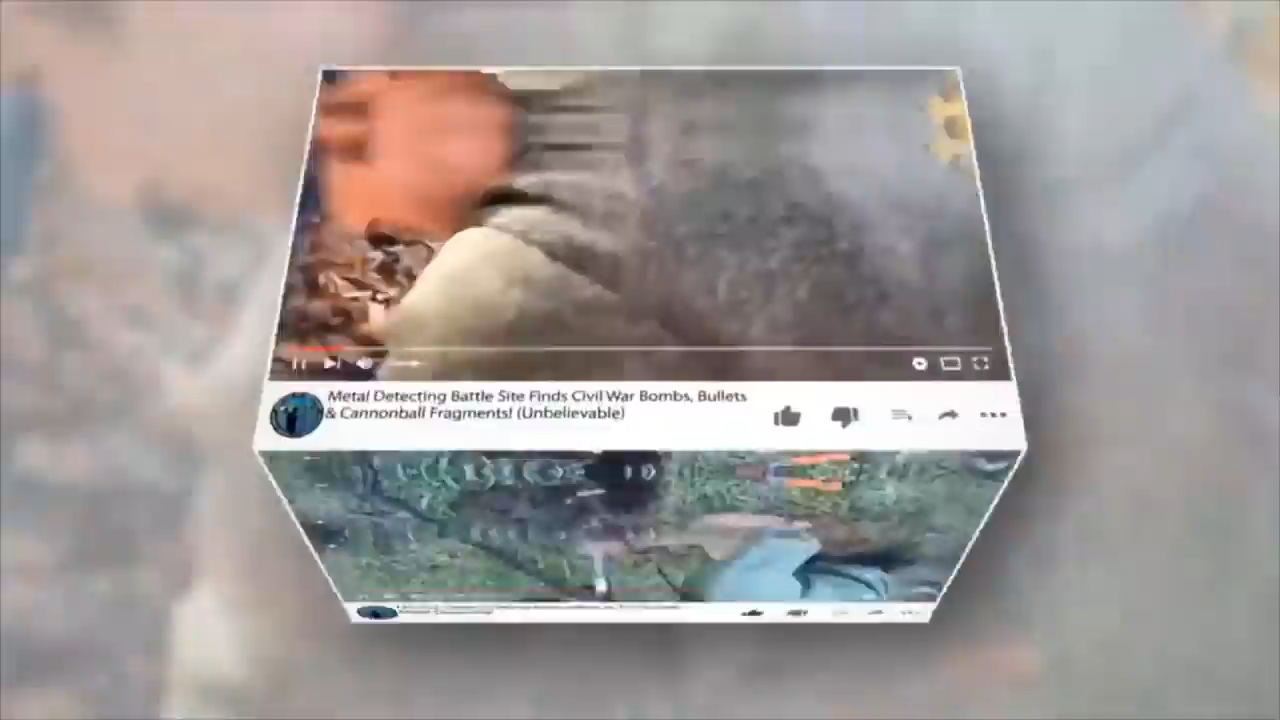 Metal Detecting Battle Site Finds Civil War Bombs, Bullets
& Cannonball Fragments! (Unbelievable)